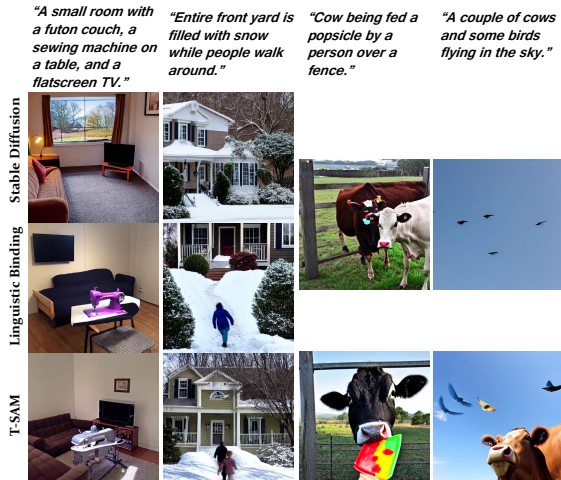 “A small room with
a futon couch, a
sewing machine on
a table, and a
flatscreen TV.”
“Entire front yard is
filled with snow
while people walk
around.”
“Cow being fed a
popsicle by a
person over a
fence.”
“A couple of cows
and some birds
flying in the sky.”
Stable Diffusion
Linguistic Binding
T-SAM